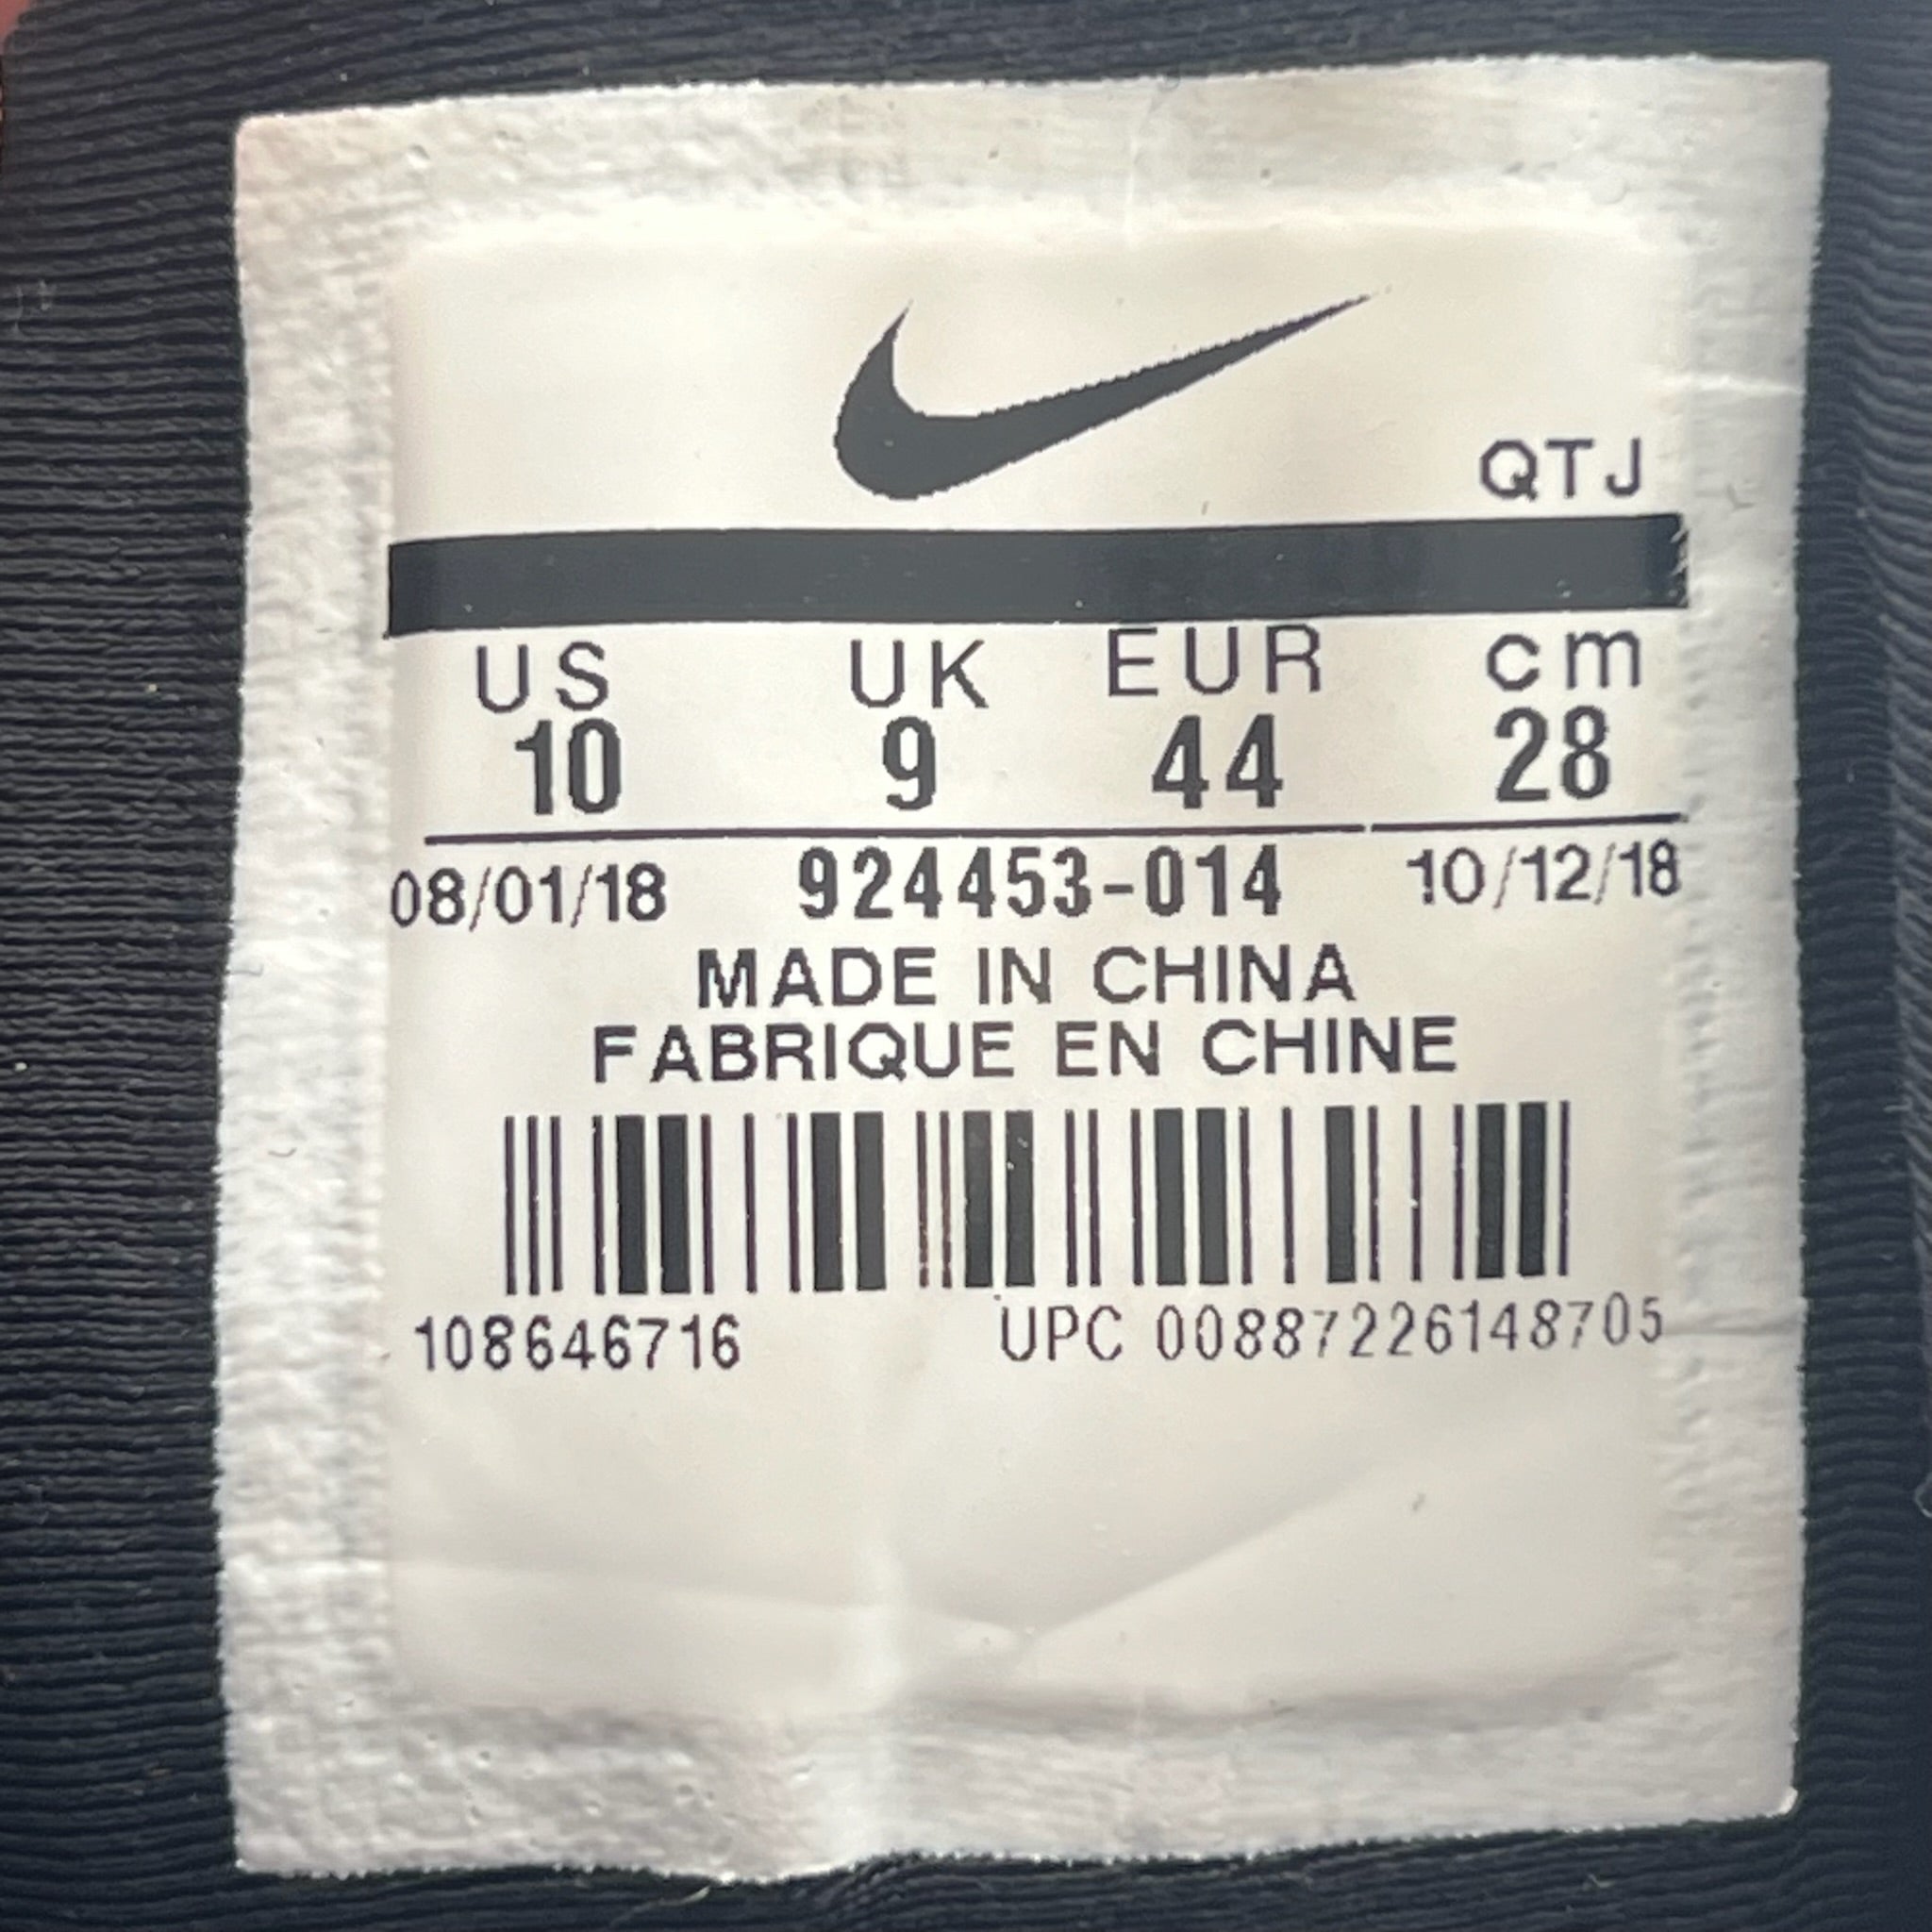 QTJ
US UK EUR cm
10 9 44 28
08/01/18 924453-014 10/12/18
MADE IN CHINA
FABRIQUE EN CHINE
108646716 UPC 00887226148705